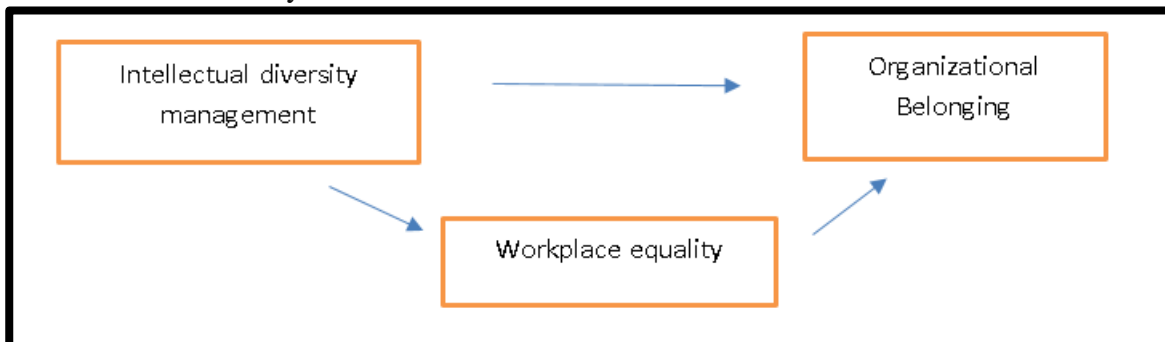 Intellectual diversity
management
Organizational
Belonging
Workplace equality